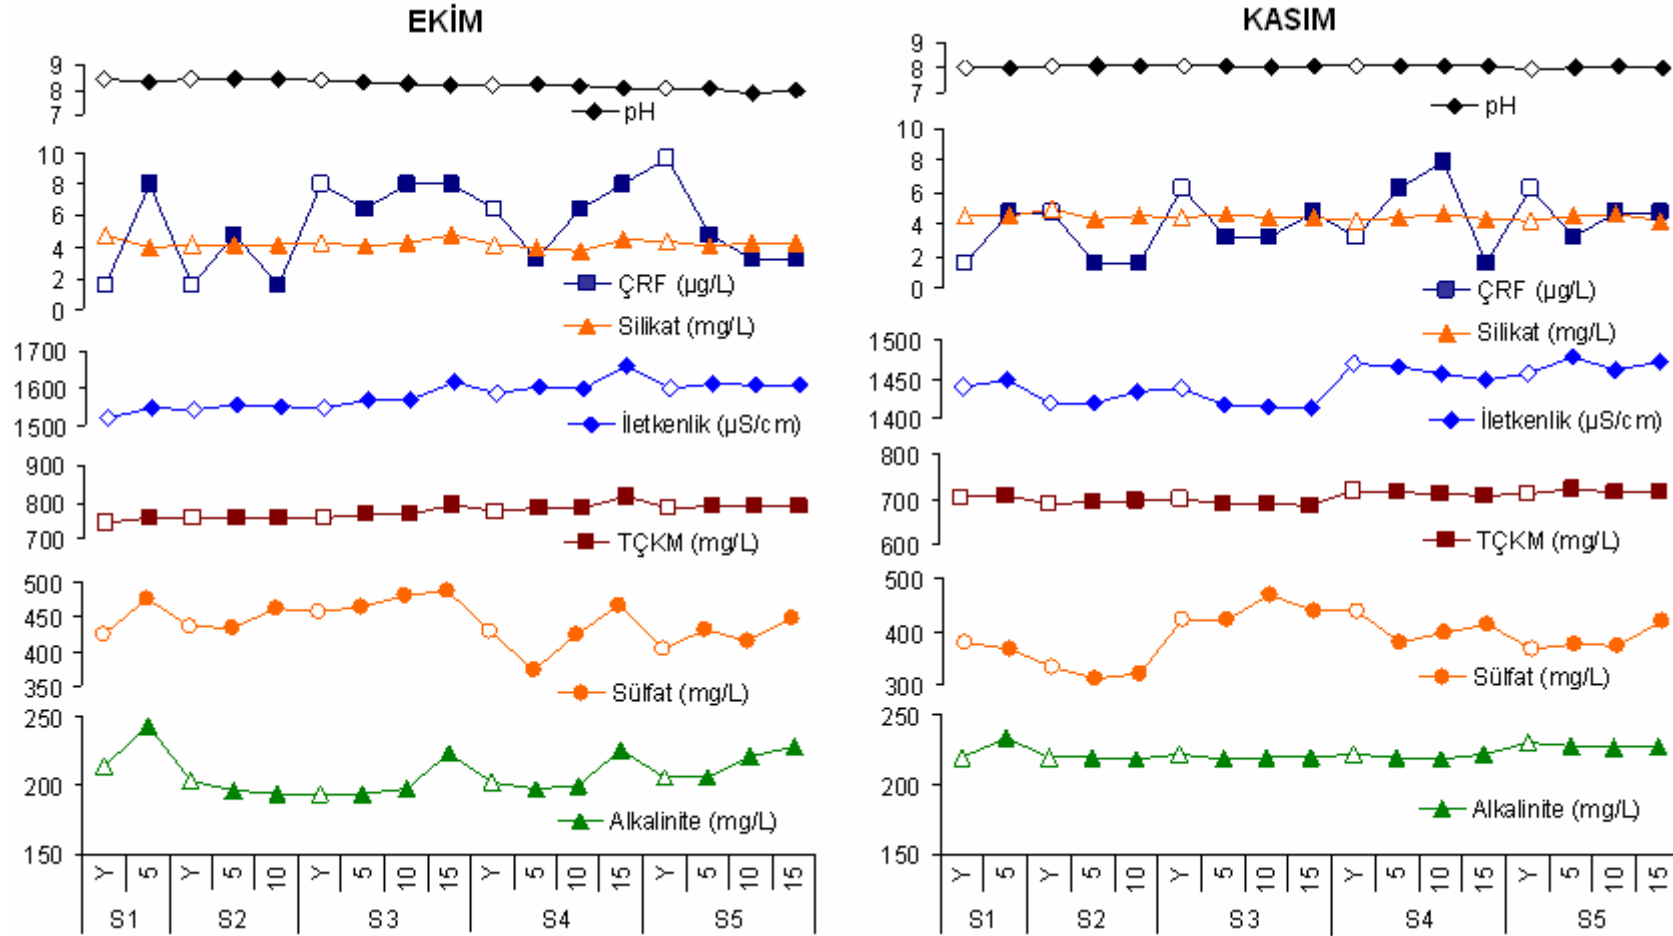 EKİM
9
8
7
pH
10
8
6
4
2
0
ÇRF (µg/L)
Silikat (mg/L)
1700
1600
1500
İletkenlik (µS/cm)
900
800
700
TÇKM (mg/L)
500
450
400
350
Sülfat (mg/L)
250
200
150
Alkalinite (mg/L)
Y 5 Y 5 10 Y 5 10 15 Y 5 10 15 Y 5 10 15
S1 S2 S3 S4 S5
KASIM
9
8
7
pH
10
8
6
4
2
0
ÇRF (µg/L)
Silikat (mg/L)
1500
1450
1400
İletkenlik (µS/cm)
800
700
600
TÇKM (mg/L)
500
400
300
Sülfat (mg/L)
250
200
150
Alkalinite (mg/L)
Y 5 Y 5 10 Y 5 10 15 Y 5 10 15 Y 5 10 15
S1 S2 S3 S4 S5